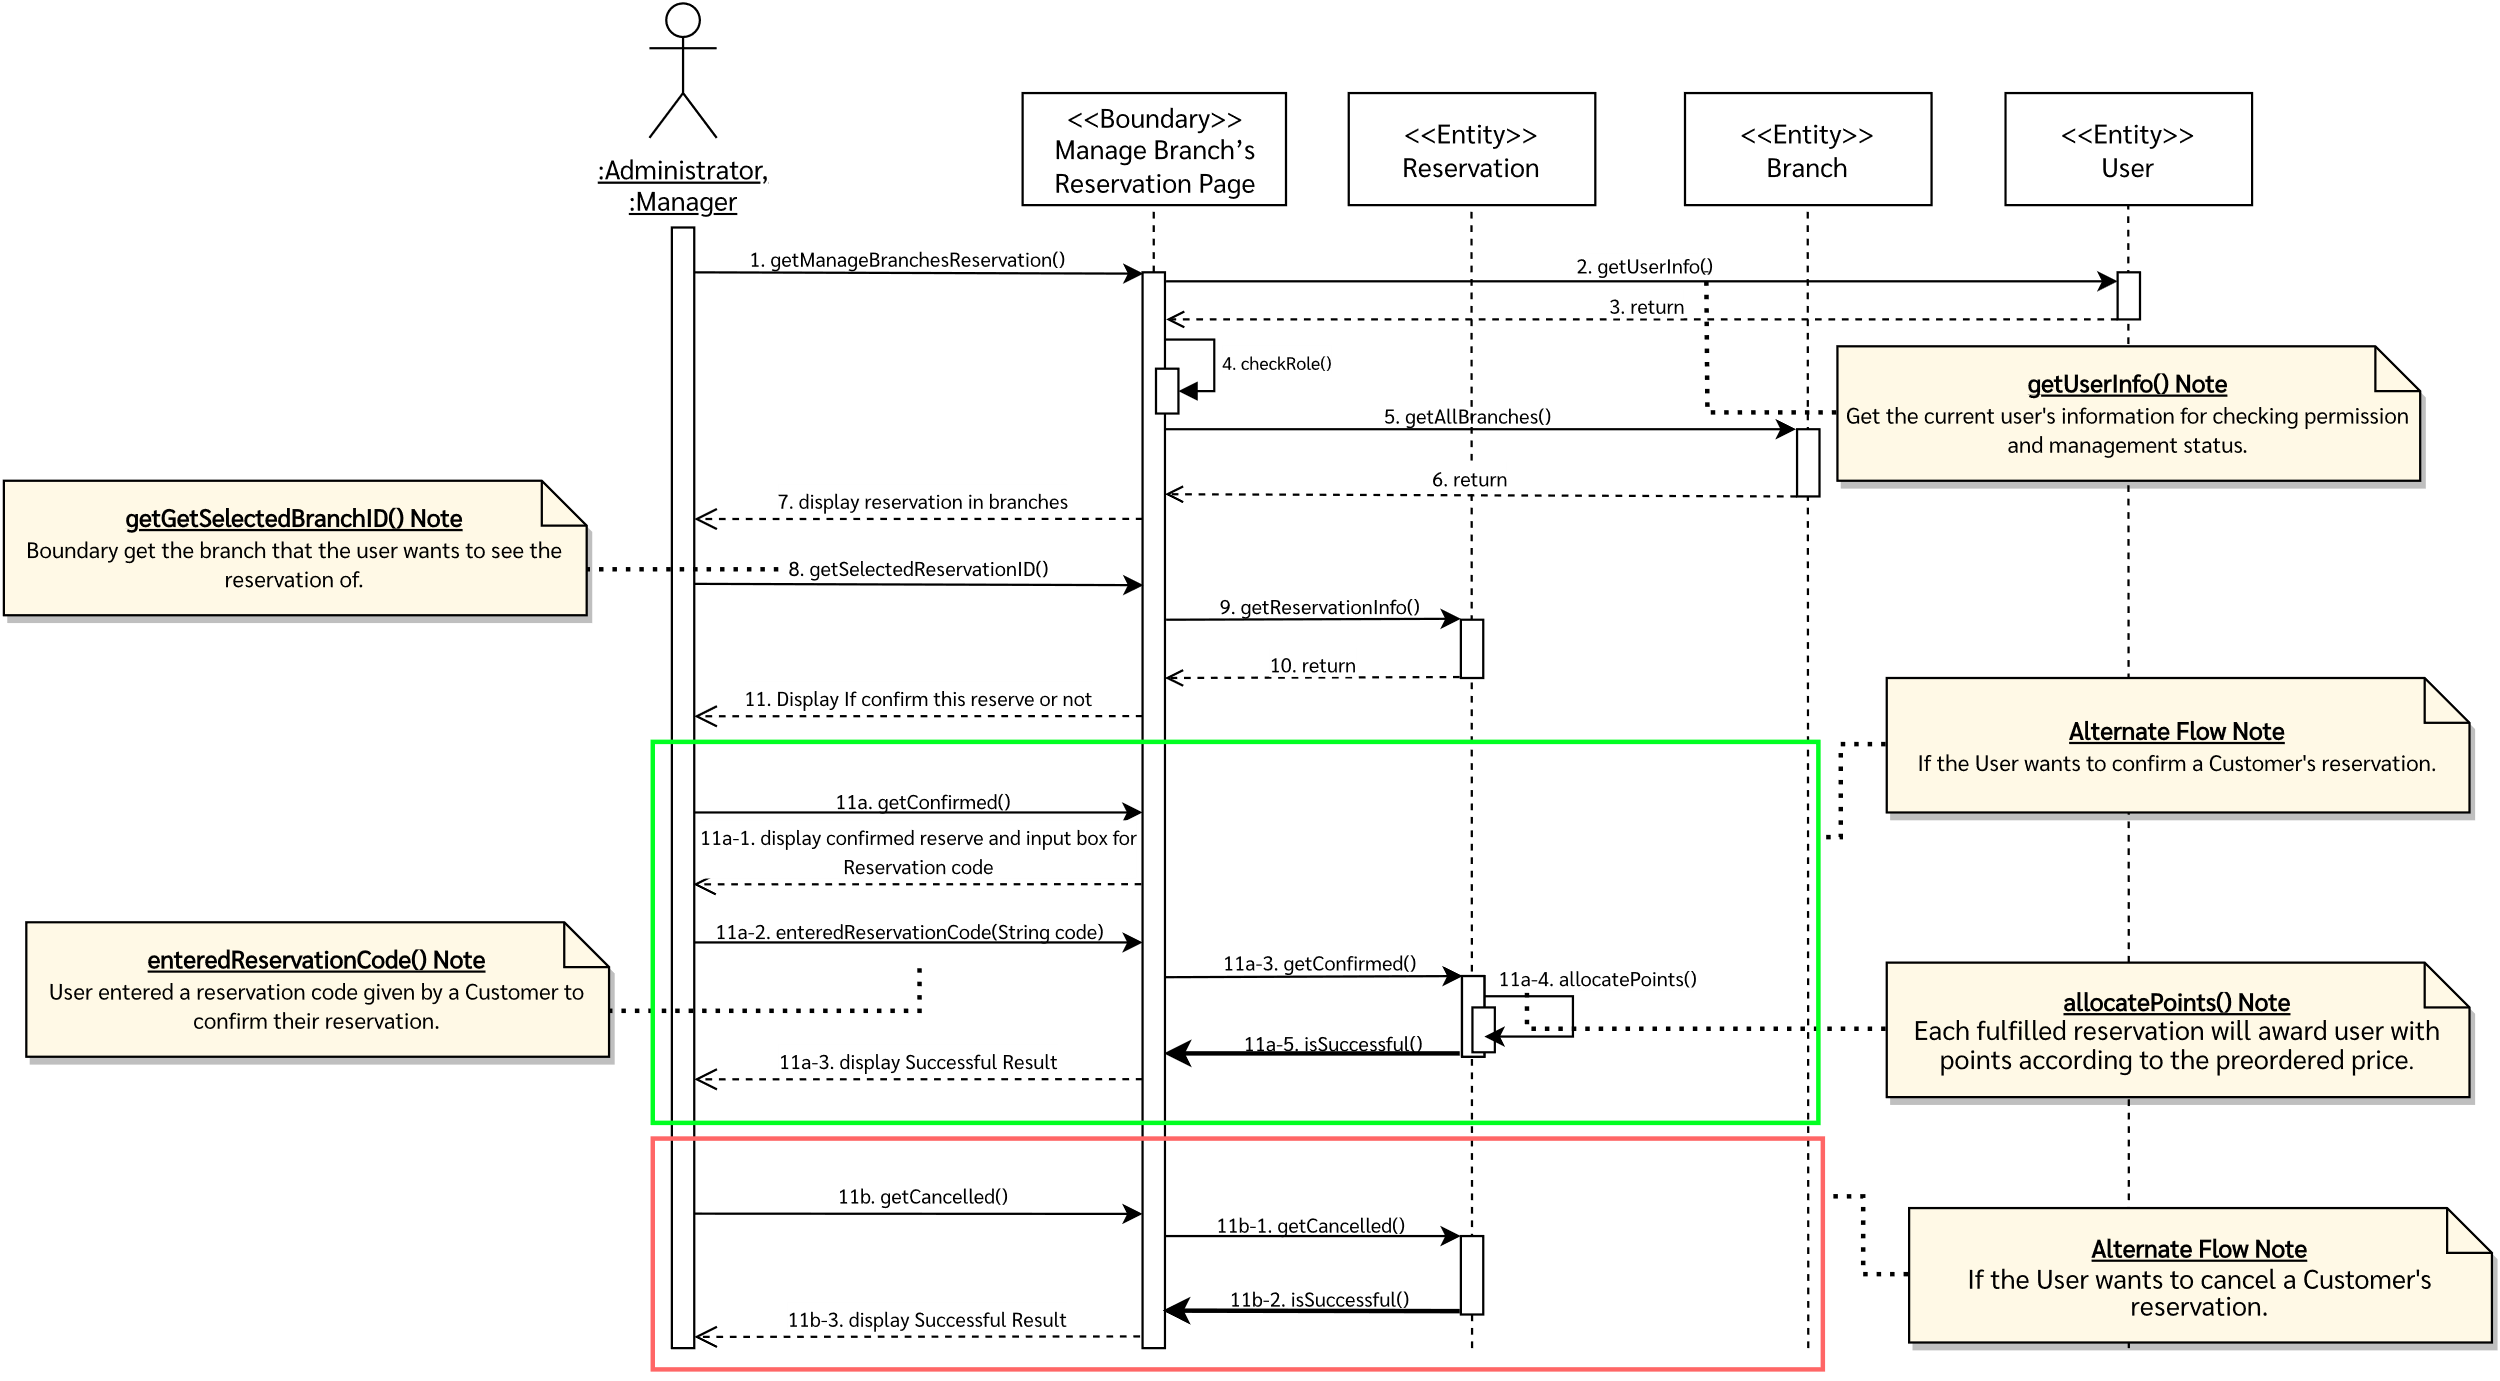 :Administrator,
:Manager
<<Boundary>>
Manage Branch’s
Reservation Page
<<Entity>>
Reservation
<<Entity>>
Branch
<<Entity>>
User
1. getManageBranchesReservation()
2. getUserInfo()
3. return
4. checkRole()
getUserInfo() Note
Get the current user's information for checking permission
and management status.
5. getAllBranches()
6. return
7. display reservation in branches
getGetSelectedBranchID() Note
Boundary get the branch that the user wants to see the
reservation of.
8. getSelectedReservationID()
9. getReservationInfo()
10. return
11. Display If confirm this reserve or not
Alternate Flow Note
If the User wants to confirm a Customer's reservation.
11a. getConfirmed()
11a-1. display confirmed reserve and input box for
Reservation code
11a-2. enteredReservationCode(String code)
enteredReservationCode() Note
User entered a reservation code given by a Customer to
confirm their reservation.
11a-3. getConfirmed()
11a-4. allocatePoints()
allocatePoints() Note
Each fulfilled reservation will award user with
points according to the preordered price.
11a-5. isSuccessful()
11a-3. display Successful Result
11b. getCancelled()
11b-1. getCancelled()
Alternate Flow Note
If the User wants to cancel a Customer's
reservation.
11b-2. isSuccessful()
11b-3. display Successful Result